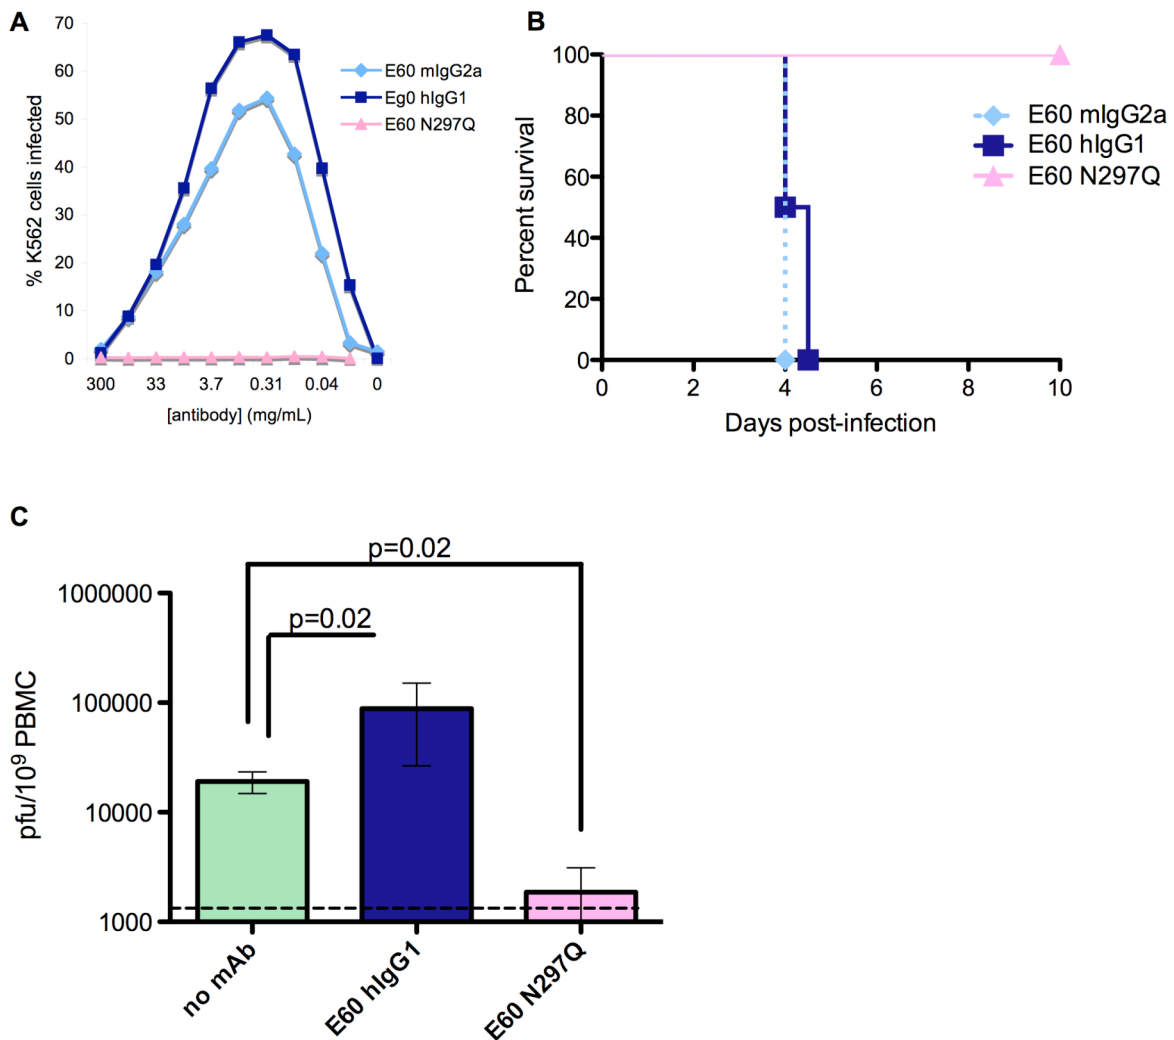 A
70
60
50
40
30
20
10
0
% K562 cells infected
300 33 3.7 0.31 0.04 0
[antibody] (mg/mL)
E60 mIgG2a
Eg0 hIgG1
E60 N297Q
B
100
80
60
40
20
0
Percent survival
0 2 4 6 8 10
Days post-infection
E60 mIgG2a
E60 hIgG1
E60 N297Q
C
p=0.02
p=0.02
1000000
100000
10000
1000
pfu/10⁹ PBMC
no mAb
E60 hIgG1
E60 N297Q